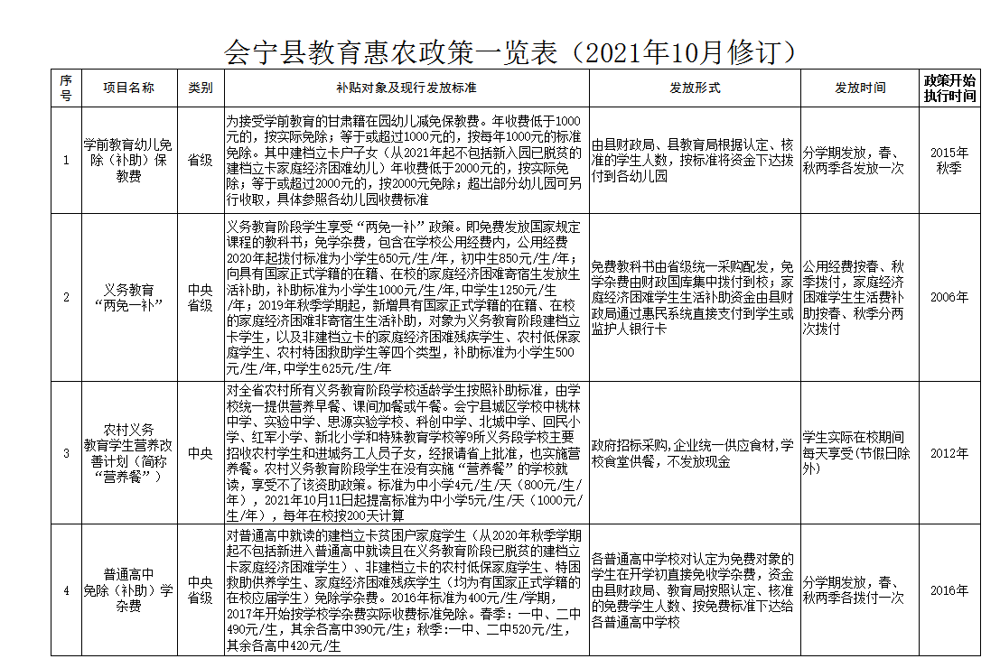 会宁县教育惠农政策一览表（2021年10月修订）
序
号
项目名称
类别
补贴对象及现行发放标准
发放形式
发放时间
政策开始
执行时间
1
学前教育幼儿免
除（补助）保
教费
省级
为接受学前教育的甘肃籍在园幼儿减免保教费。年收费低于1000
元的，按实际免除；等于或超过1000元的，按每年1000元的标准
免除。其中建档立卡户子女（从2021年起不包括新入园已脱贫的
建档立卡家庭经济困难幼儿）年收费低于2000元的，按实际免
除；等于或超过2000元的，按2000元免除；超出部分幼儿园可另
行收取，具体参照各幼儿园收费标准
由县财政局、县教育局根据认定、核
准的学生人数，按标准将资金下达拨
付到各幼儿园
分学期发放，春、
秋两季各发放一次
2015年
秋季
2
义务教育
“两免一补”
中央
省级
义务教育阶段学生享受“两免一补”政策。即免费发放国家规定
课程的教科书；免学杂费，包含在学校公用经费内，公用经费
2020年起拨付标准为小学生650元/生/年，初中生850元/生/年；
向具有国家正式学籍的在籍、在校的家庭经济困难寄宿生发放生
活补助，补助标准为小学生1000元/生/年,中学生1250元/生
/年；2019年秋季学期起，新增具有国家正式学籍的在籍、在校
的家庭经济困难非寄宿生生活补助，对象为义务教育阶段建档立
卡学生，以及非建档立卡的家庭经济困难残疾学生、农村低保家
庭学生、农村特困救助学生等四个类型，补助标准为小学生500
元/生/年,中学生625元/生/年
免费教科书由省级统一采购配发，免
学杂费由财政国库集中拨付到校；家
庭经济困难学生生活补助资金由县财
政局通过惠民系统直接支付到学生或
监护人银行卡
公用经费按春、秋
季拨付，家庭经济
困难学生生活费补
助按春、秋季分两
次拨付
2006年
3
农村义务
教育学生营养改
善计划（简称
“营养餐”）
中央
对全省农村所有义务教育阶段学校适龄学生按照补助标准，由学
校统一提供营养早餐、课间加餐或午餐。会宁县城区学校中桃林
中学、实验中学、思源实验学校、科创中学、北城中学、回民小
学、红军小学、新北小学和特殊教育学校等9所义务段学校主要
招收农村学生和进城务工人员子女，经报请省上批准，也实施营
养餐。农村义务教育阶段学生在没有实施“营养餐”的学校就
读，享受不了该资助政策。标准为中小学4元/生/天（800元/生/
年），2021年10月11日起提高标准为中小学5元/生/天（1000元/
生/年），每年在校按200天计算
政府招标采购,企业统一供应食材,学
校食堂供餐，不发放现金
学生实际在校期间
每天享受(节假日除
外)
2012年
4
普通高中
免除（补助）学
杂费
中央
省级
对普通高中就读的建档立卡贫困户家庭学生（从2020年秋季学期
起不包括新进入普通高中就读且在义务教育阶段已脱贫的建档立
卡家庭经济困难学生）、非建档立卡的农村低保家庭学生、特困
救助供养学生、家庭经济困难残疾学生（均为有国家正式学籍的
在校应届学生）免除学杂费。2016年标准为400元/生/学期，
2017年开始按学校学杂费实际收费标准免除。春季：一中、二中
490元/生，其余各高中390元/生；秋季:一中、二中520元/生，
其余各高中420元/生
各普通高中学校对认定为免费对象的
学生在开学初直接免收学杂费，资金
由县财政局、教育局按照认定、核准
的免费学生人数、按免费标准下达给
各普通高中学校
分学期发放，春、
秋两季各拨付一次
2016年